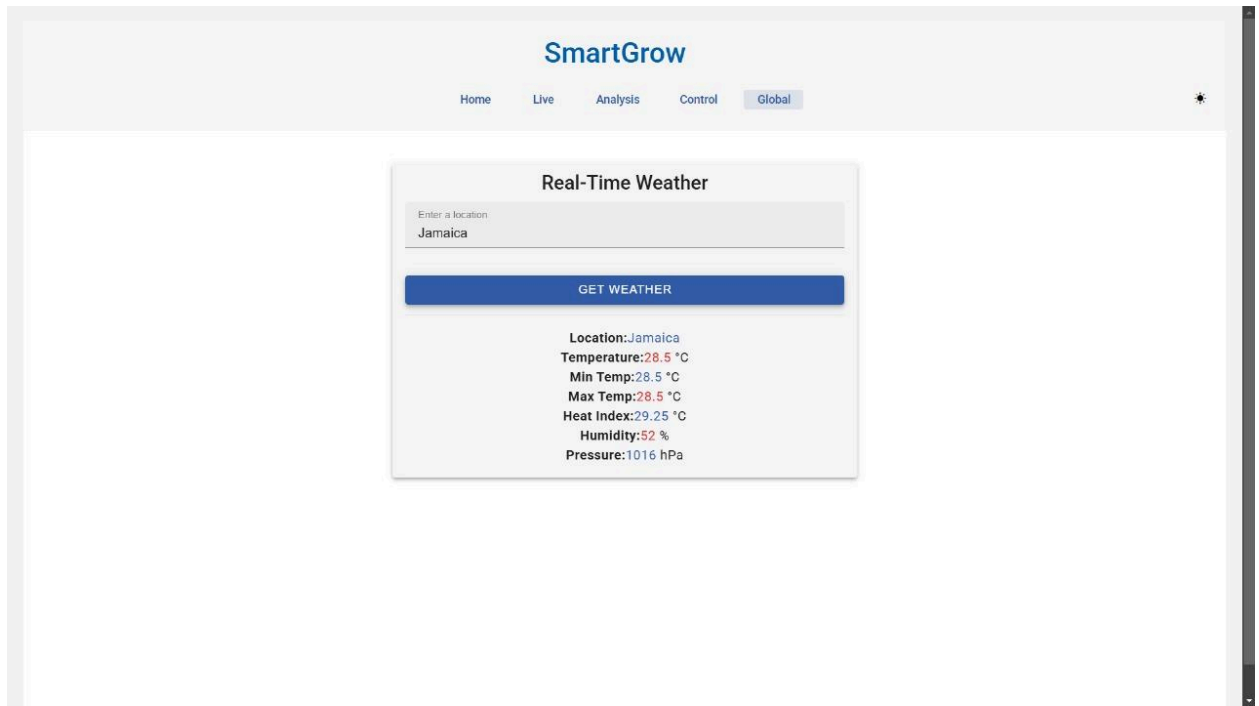 SmartGrow
Home Live Analysis Control Global
Real-Time Weather
Enter a location
Jamaica
GET WEATHER
Location:Jamaica
Temperature:28.5 °C
Min Temp:28.5 °C
Max Temp:28.5 °C
Heat Index:29.25 °C
Humidity:52 %
Pressure:1016 hPa